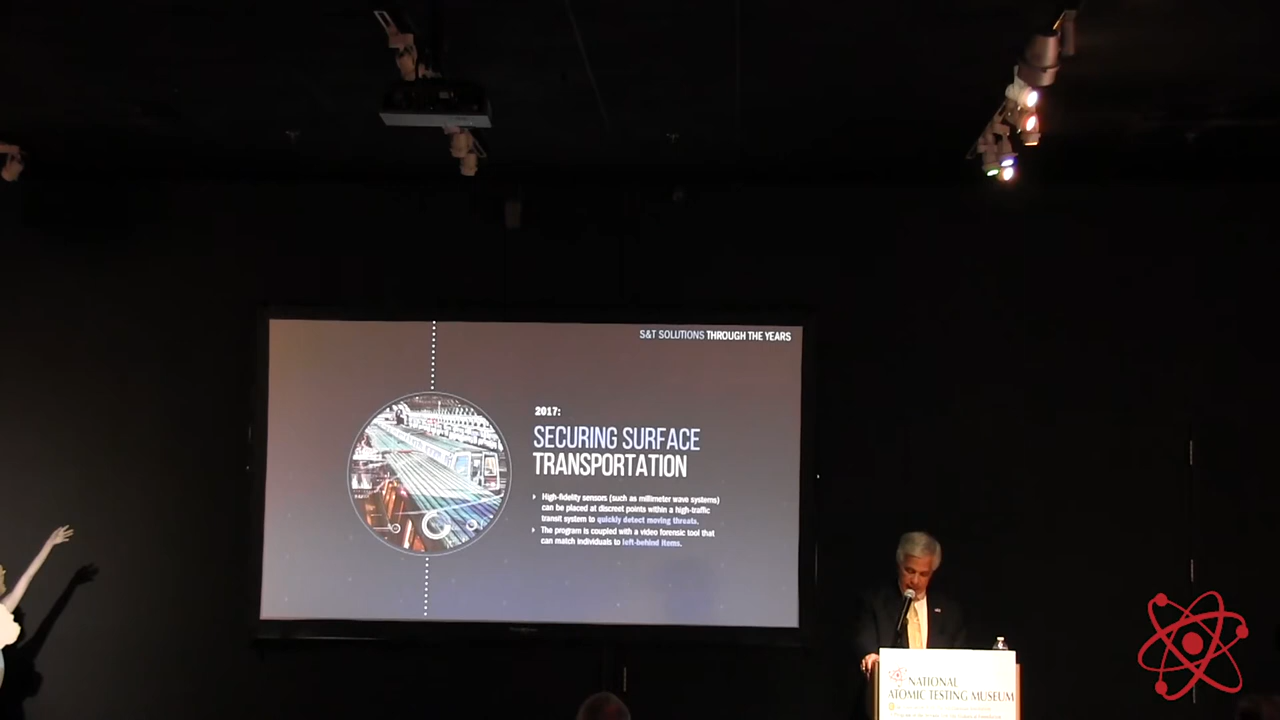 S&T SOLUTIONS THROUGH THE YEARS
2017:
SECURING SURFACE
TRANSPORTATION
High-fidelity sensors (such as millimeter wave systems)
can be placed at discreet points within a high-traffic
transit system to quickly detect moving threats.
The program is coupled with a video forensic tool that
can match individuals to left-behind items.
NATIONAL
ATOMIC TESTING MUSEUM